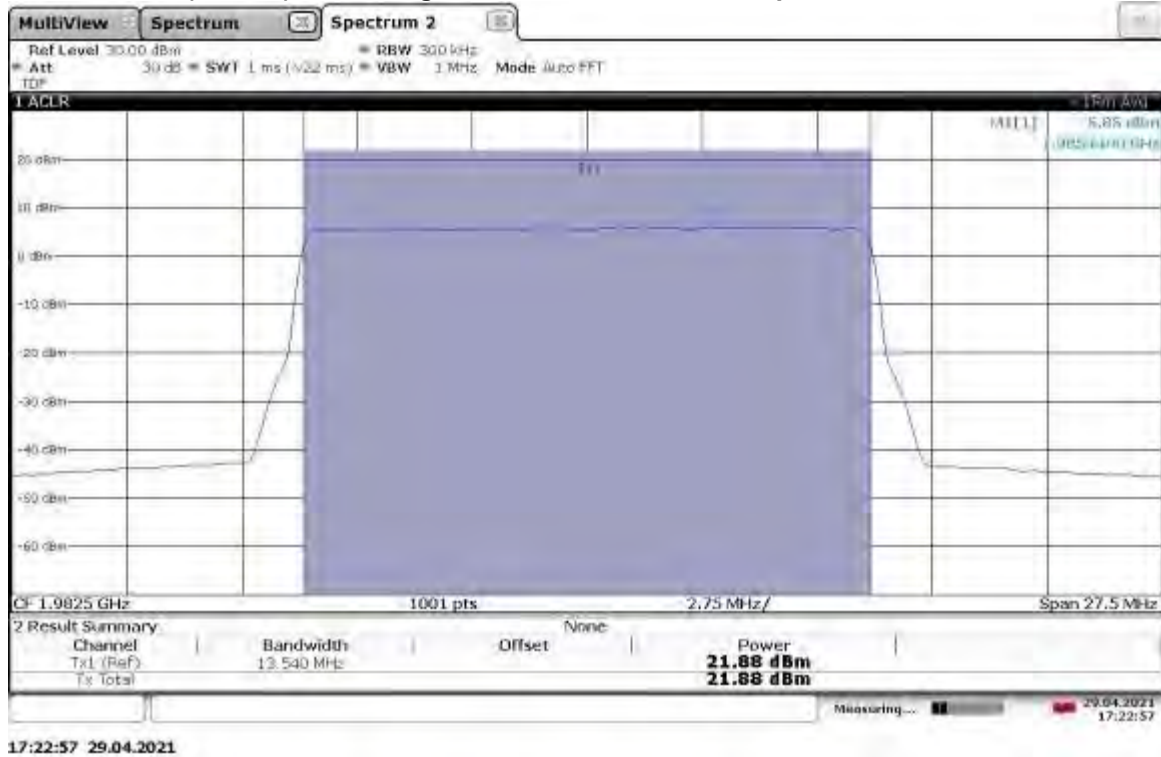 MultiView Spectrum Spectrum 2
Ref Level 30.00 dBm RBW 300 kHz
Att 30 dB SWT 1 ms VBW 1 MHz Mode Auto FFT
TDF
1 ACLR 1Rm Avg
M1[1] 5.85 dBm
GHz
20 dBm
10 dBm
0 dBm
-10 dBm
-20 dBm
-30 dBm
-40 dBm
-50 dBm
-60 dBm
CF 1.9825 GHz 1001 pts 2.75 MHz/ Span 27.5 MHz
2 Result Summary None
Channel Bandwidth Offset Power
Tx1 (Ref) 13.540 MHz 21.88 dBm
Tx Total 21.88 dBm
Measuring... 29.04.2021
17:22:57
17:22:57 29.04.2021